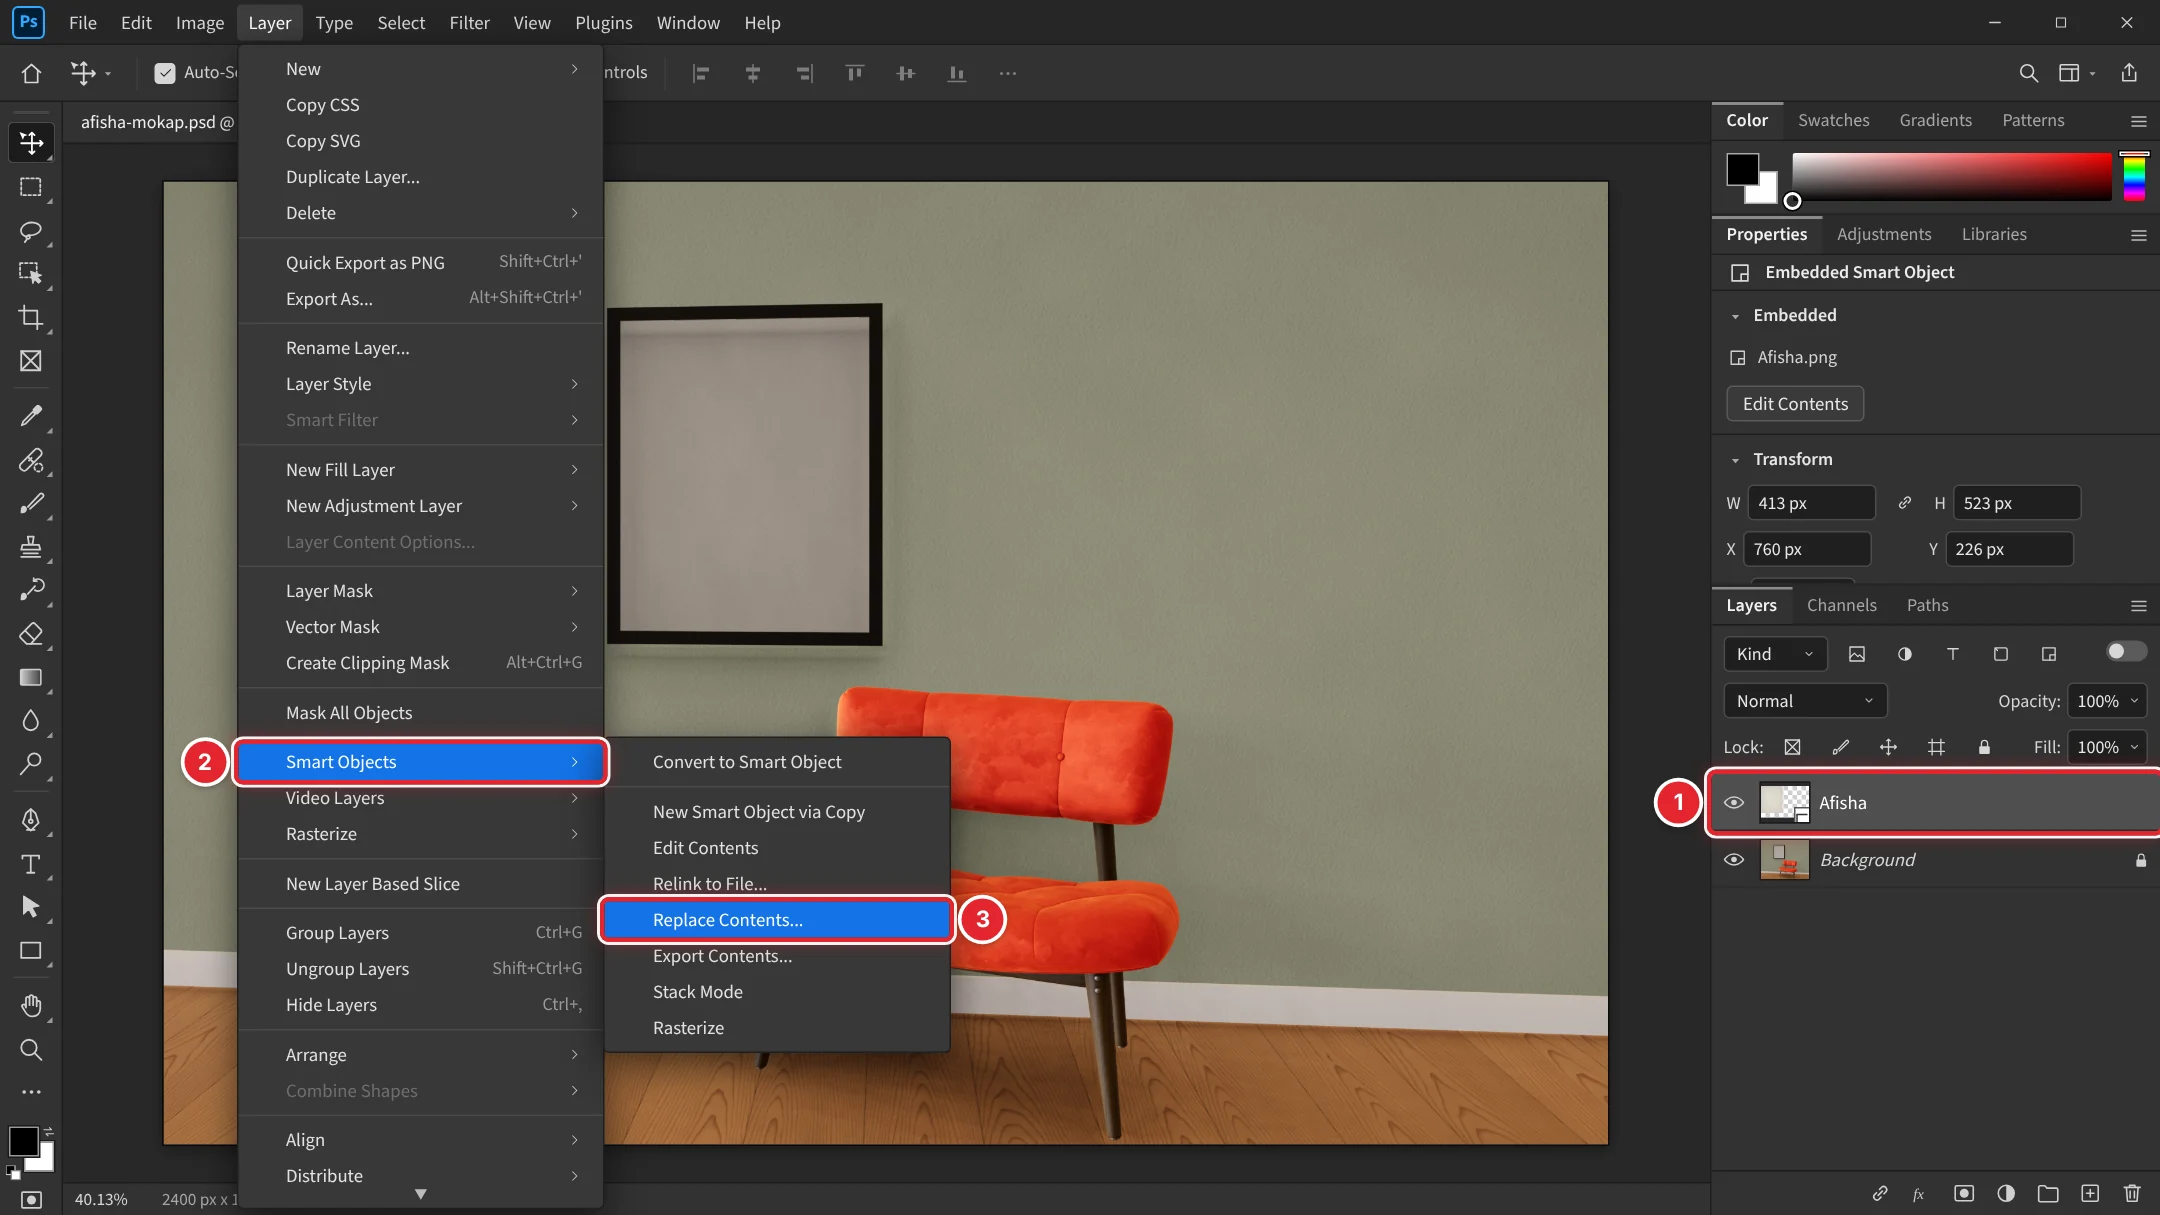 Ps File Edit Image Layer Type Select Filter View Plugins Window Help
Auto-Se
ntrols
afisha-mokap.psd @
New
Copy CSS
Copy SVG
Duplicate Layer...
Delete
Quick Export as PNG Shift+Ctrl+'
Export As... Alt+Shift+Ctrl+'
Rename Layer...
Layer Style
Smart Filter
New Fill Layer
New Adjustment Layer
Layer Content Options...
Layer Mask
Vector Mask
Create Clipping Mask Alt+Ctrl+G
Mask All Objects
2 Smart Objects
Video Layers
Rasterize
New Layer Based Slice
Group Layers Ctrl+G
Ungroup Layers Shift+Ctrl+G
Hide Layers Ctrl+,
Arrange
Combine Shapes
Align
Distribute
Convert to Smart Object
New Smart Object via Copy
Edit Contents
Relink to File...
Replace Contents... 3
Export Contents...
Stack Mode
Rasterize
Color Swatches Gradients Patterns
Properties Adjustments Libraries
Embedded Smart Object
Embedded
Afisha.png
Edit Contents
Transform
W 413 px H 523 px
X 760 px Y 226 px
Layers Channels Paths
Kind
Normal Opacity: 100%
Lock: Fill: 100%
1 Afisha
Background
fx
40.13% 2400 px x 1